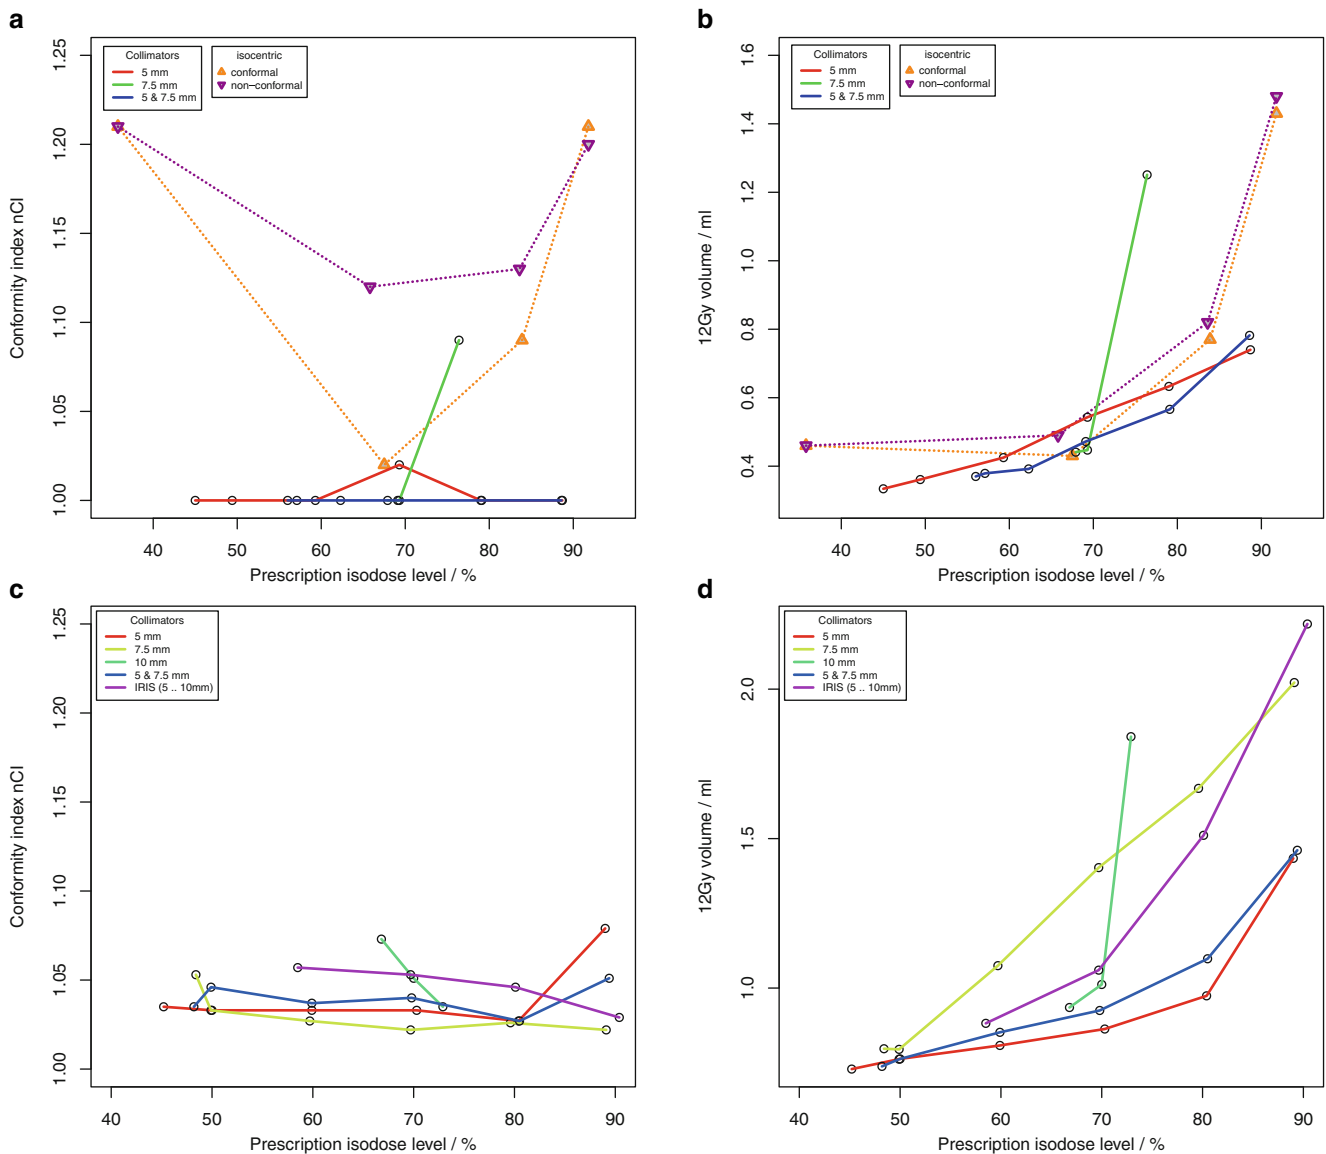 a
Conformity index nCI
1.00 1.05 1.10 1.15 1.20 1.25
Collimators
5 mm
7.5 mm
5 & 7.5 mm
isocentric
conformal
non−conformal
40 50 60 70 80 90
Prescription isodose level / %
b
12Gy volume / ml
0.4 0.6 0.8 1.0 1.2 1.4 1.6
Collimators
5 mm
7.5 mm
5 & 7.5 mm
isocentric
conformal
non−conformal
40 50 60 70 80 90
Prescription isodose level / %
c
Conformity index nCI
1.00 1.05 1.10 1.15 1.20 1.25
Collimators
5 mm
7.5 mm
10 mm
5 & 7.5 mm
IRIS (5 .. 10mm)
40 50 60 70 80 90
Prescription isodose level / %
d
12Gy volume / ml
1.0 1.5 2.0
Collimators
5 mm
7.5 mm
10 mm
5 & 7.5 mm
IRIS (5 .. 10mm)
40 50 60 70 80 90
Prescription isodose level / %